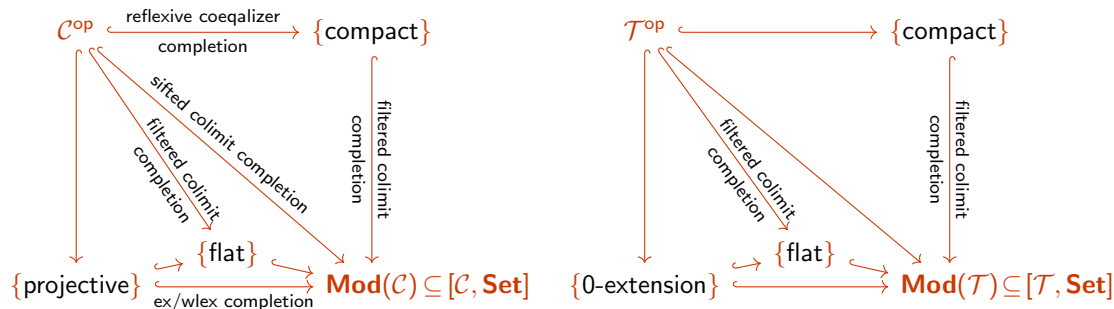 𝒞^op
reflexive coeqalizer
completion
{compact}
sifted colimit completion
filtered colimit
completion
filtered colimit
completion
{flat}
{projective}
ex/wlex completion
Mod(𝒞) ⊆ [𝒞, Set]
𝒯^op
{compact}
filtered colimit
completion
filtered colimit
completion
{flat}
{0-extension}
Mod(𝒯) ⊆ [𝒯, Set]